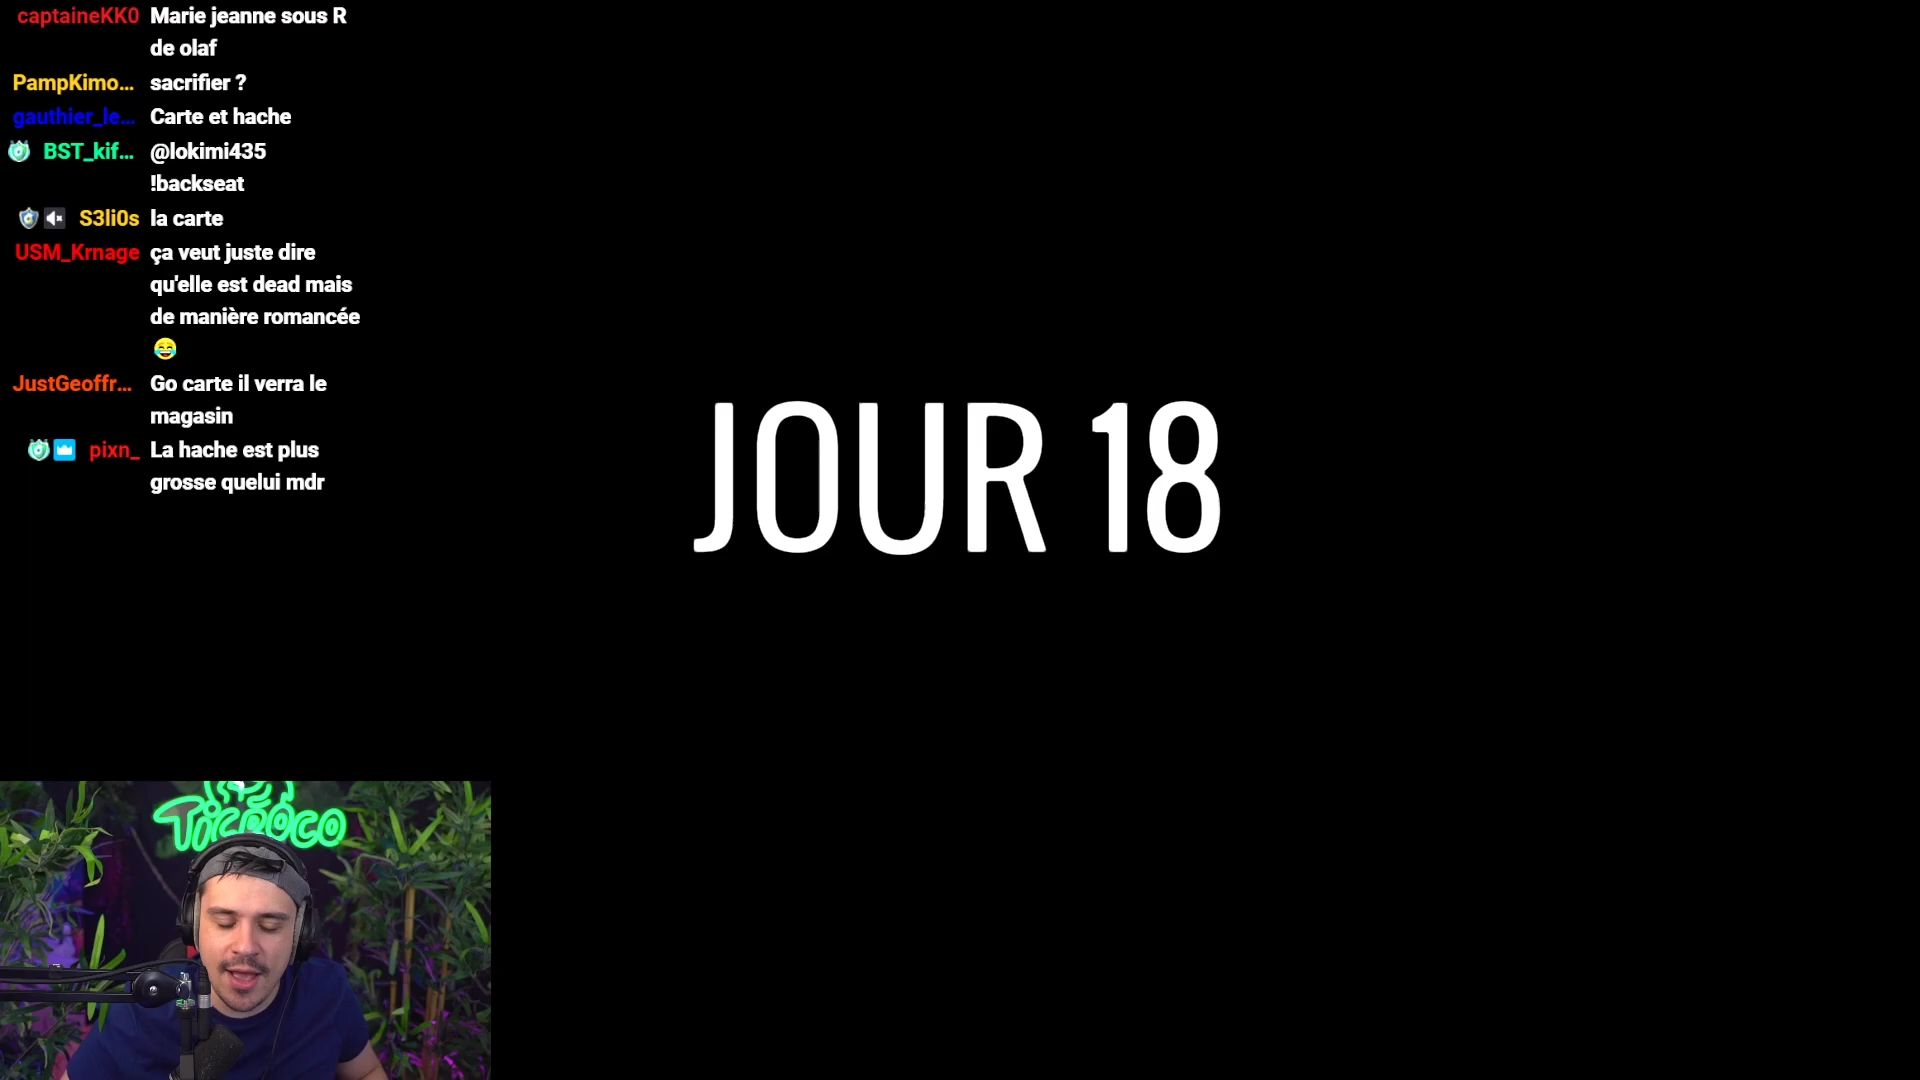 captaineKK0 Marie jeanne sous R
de olaf
PampKimo... sacrifier ?
gauthier_le... Carte et hache
BST_kif... @lokimi435
!backseat
S3li0s la carte
USM_Krnage ça veut juste dire
qu'elle est dead mais
de manière romancée
😂
JustGeoffr... Go carte il verra le
magasin
pixn_ La hache est plus
grosse quelui mdr
JOUR 18
Ticroco